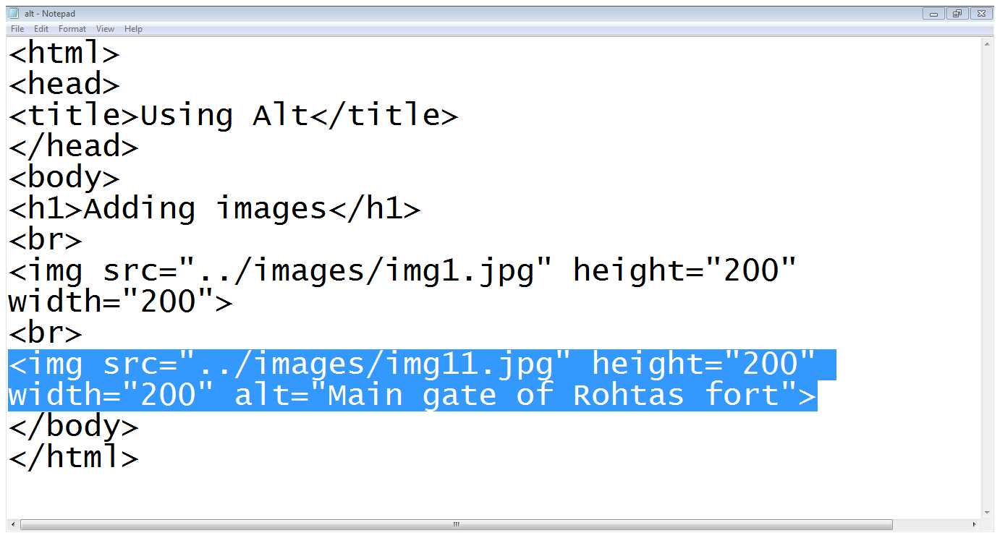 alt - Notepad
File Edit Format View Help
<html>
<head>
<title>Using Alt</title>
</head>
<body>
<h1>Adding images</h1>
<br>
<img src="../images/img1.jpg" height="200"
width="200">
<br>
<img src="../images/img11.jpg" height="200"
width="200" alt="Main gate of Rohtas fort">
</body>
</html>